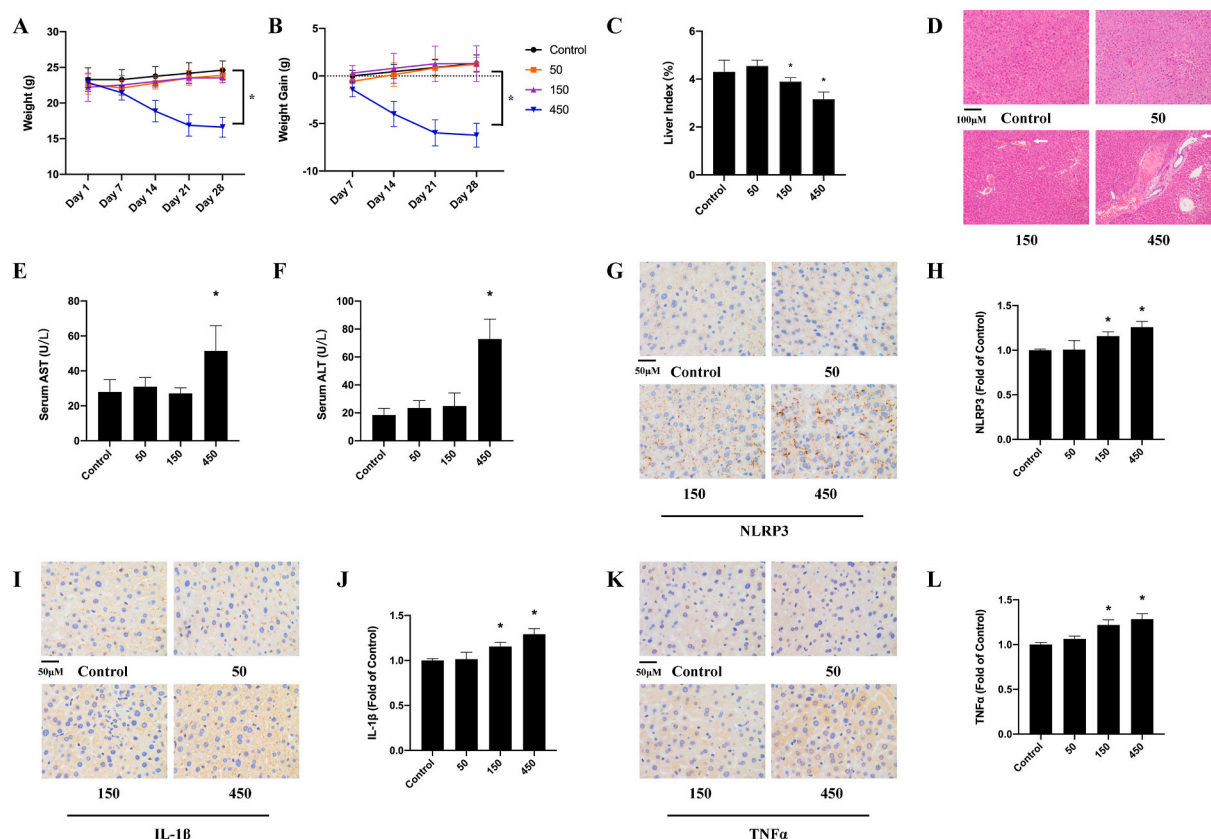 A
Weight (g)
30
25
20
15
10
Day 1
Day 7
Day 14
Day 21
Day 28
*
B
Weight Gain (g)
5
0
-5
-10
Day 7
Day 14
Day 21
Day 28
*
Control
50
150
450
C
Liver Index (%)
6
4
2
0
* *
Control
50
150
450
D
100μM Control 50
150 450
E
Serum AST (U/L)
80
60
40
20
0
*
Control
50
150
450
F
Serum ALT (U/L)
100
80
60
40
20
0
*
Control
50
150
450
G
50μM Control 50
150 450
NLRP3
H
NLRP3 (Fold of Control)
1.5
1.0
0.5
0.0
* *
Control
50
150
450
I
50μM Control 50
150 450
IL-1β
J
IL-1β (Fold of Control)
1.5
1.0
0.5
0.0
* *
Control
50
150
450
K
50μM Control 50
150 450
TNFα
L
TNFα (Fold of Control)
1.5
1.0
0.5
0.0
* *
Control
50
150
450